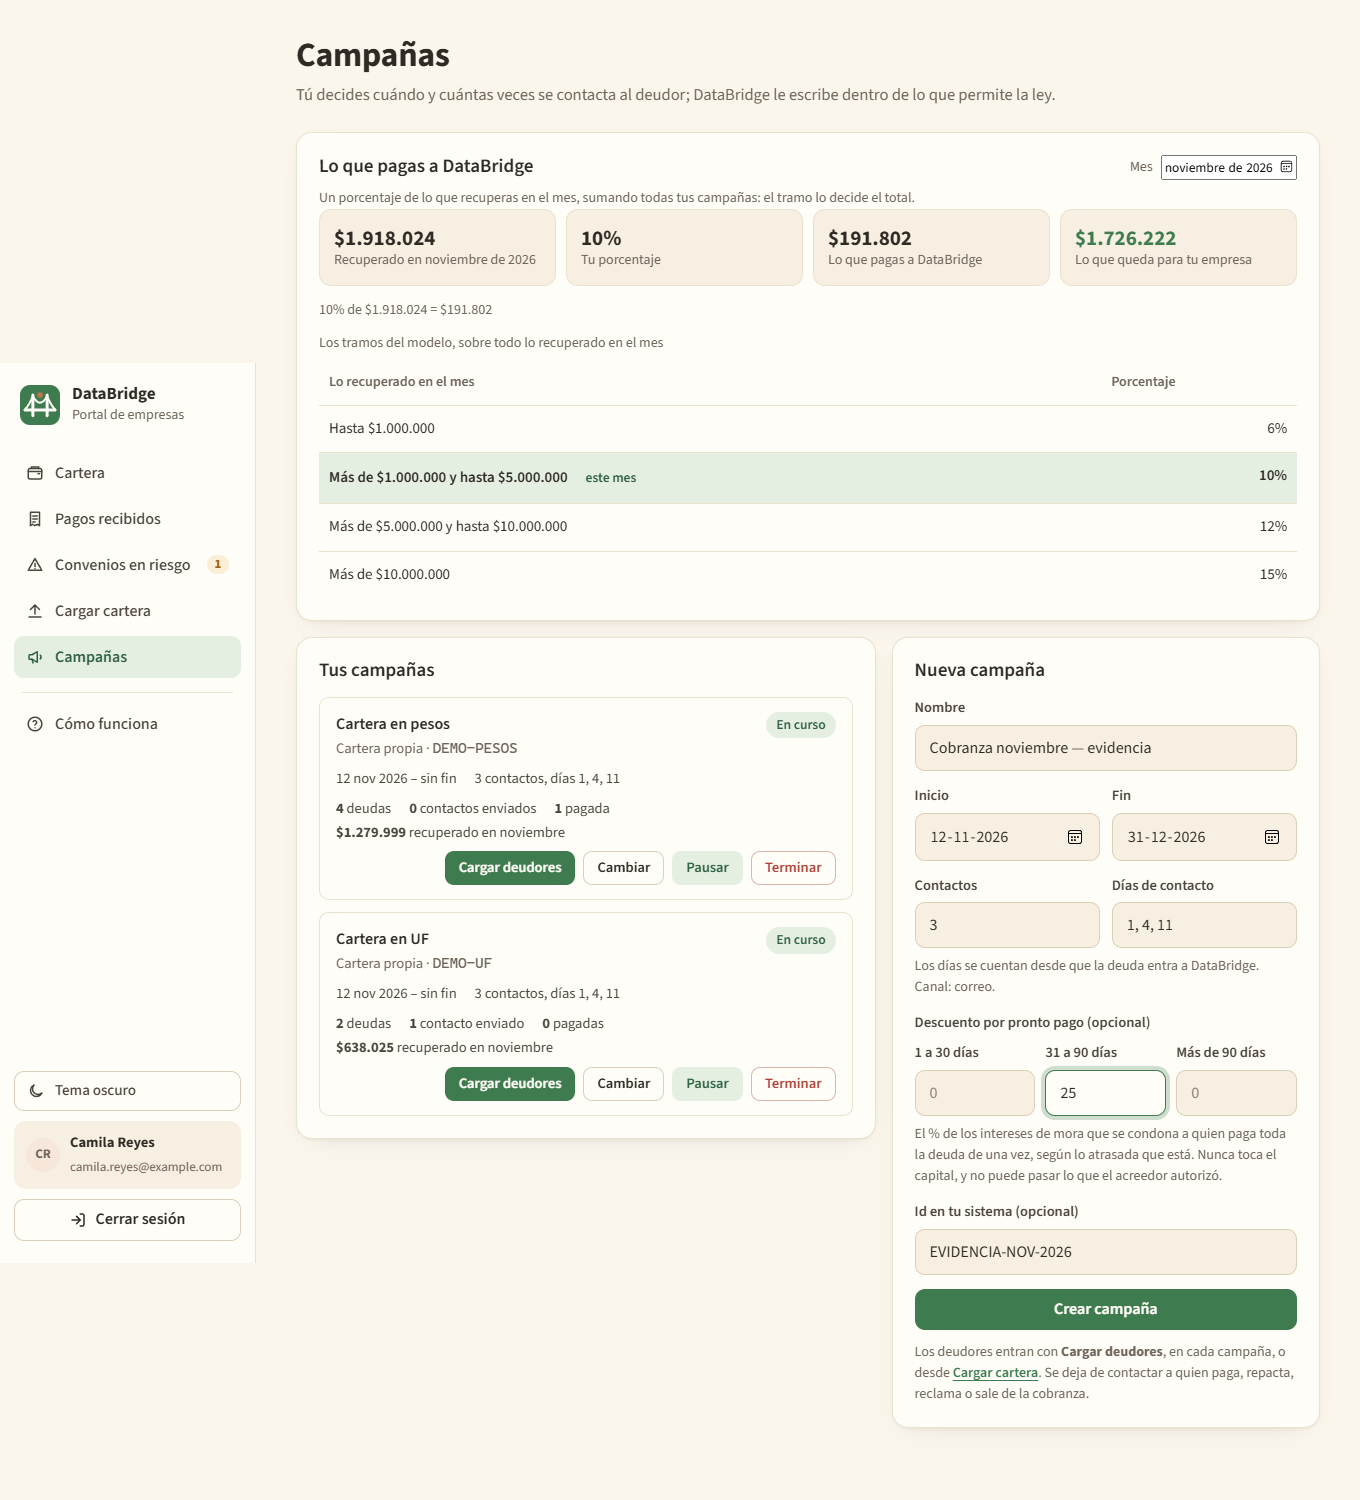 Campañas
Tú decides cuándo y cuántas veces se contacta al deudor; DataBridge le escribe dentro de lo que permite la ley.
Lo que pagas a DataBridge
Mes noviembre de 2026
Un porcentaje de lo que recuperas en el mes, sumando todas tus campañas: el tramo lo decide el total.
$1.918.024
Recuperado en noviembre de 2026
10%
Tu porcentaje
$191.802
Lo que pagas a DataBridge
$1.726.222
Lo que queda para tu empresa
10% de $1.918.024 = $191.802
Los tramos del modelo, sobre todo lo recuperado en el mes
Lo recuperado en el mes Porcentaje
Hasta $1.000.000 6%
Más de $1.000.000 y hasta $5.000.000 este mes 10%
Más de $5.000.000 y hasta $10.000.000 12%
Más de $10.000.000 15%
DataBridge
Portal de empresas
Cartera
Pagos recibidos
Convenios en riesgo 1
Cargar cartera
Campañas
Cómo funciona
Tema oscuro
CR
Camila Reyes
camila.reyes@example.com
Cerrar sesión
Tus campañas
Cartera en pesos En curso
Cartera propia · DEMO-PESOS
12 nov 2026 – sin fin 3 contactos, días 1, 4, 11
4 deudas 0 contactos enviados 1 pagada
$1.279.999 recuperado en noviembre
Cargar deudores Cambiar Pausar Terminar
Cartera en UF En curso
Cartera propia · DEMO-UF
12 nov 2026 – sin fin 3 contactos, días 1, 4, 11
2 deudas 1 contacto enviado 0 pagadas
$638.025 recuperado en noviembre
Cargar deudores Cambiar Pausar Terminar
Nueva campaña
Nombre
Cobranza noviembre — evidencia
Inicio Fin
12-11-2026 31-12-2026
Contactos Días de contacto
3 1, 4, 11
Los días se cuentan desde que la deuda entra a DataBridge.
Canal: correo.
Descuento por pronto pago (opcional)
1 a 30 días 31 a 90 días Más de 90 días
0 25 0
El % de los intereses de mora que se condona a quien paga toda
la deuda de una vez, según lo atrasada que está. Nunca toca el
capital, y no puede pasar lo que el acreedor autorizó.
Id en tu sistema (opcional)
EVIDENCIA-NOV-2026
Crear campaña
Los deudores entran con Cargar deudores, en cada campaña, o
desde Cargar cartera. Se deja de contactar a quien paga, repacta,
reclama o sale de la cobranza.